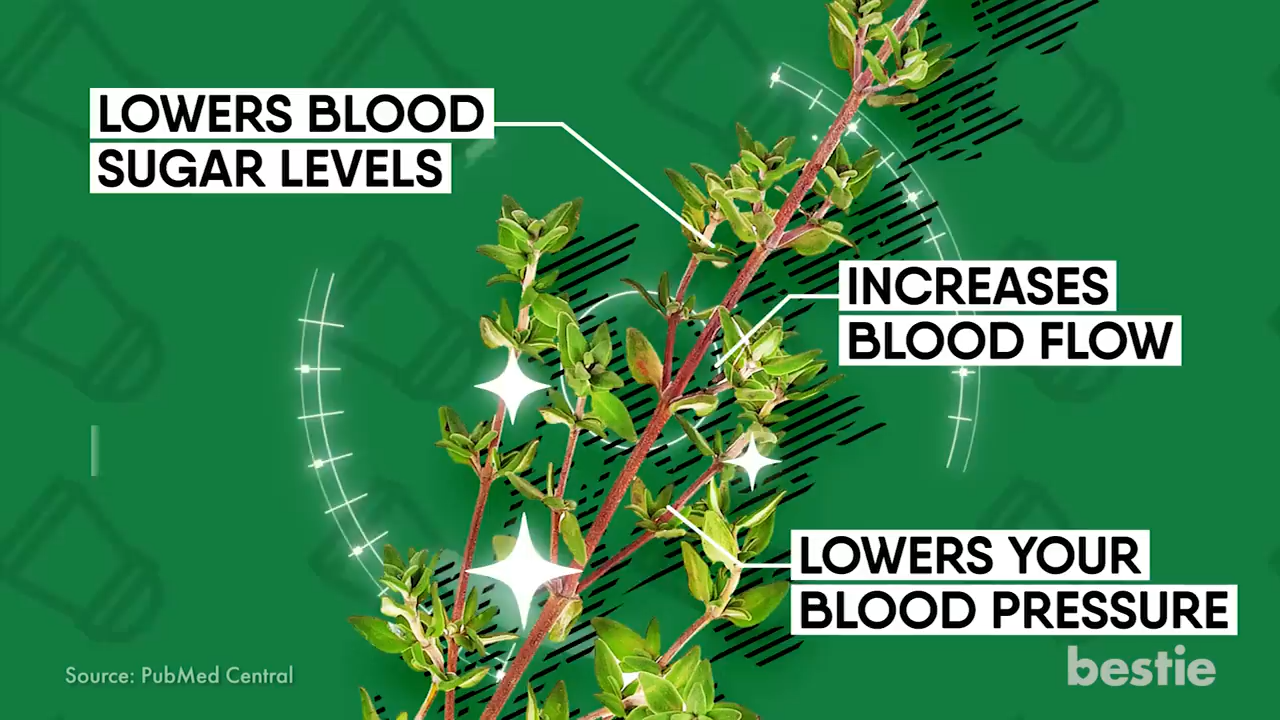 LOWERS BLOOD
SUGAR LEVELS
INCREASES
BLOOD FLOW
LOWERS YOUR
BLOOD PRESSURE
Source: PubMed Central
bestie